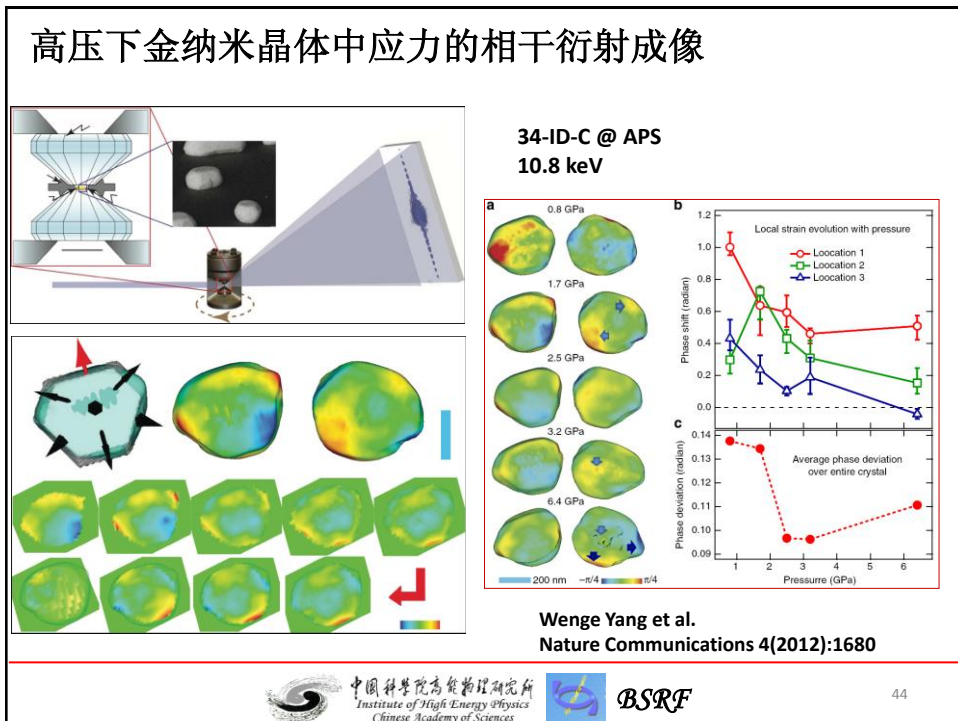 高压下金纳米晶体中应力的相干衍射成像
34-ID-C @ APS
10.8 keV
a
0.8 GPa
1.7 GPa
2.5 GPa
3.2 GPa
6.4 GPa
200 nm
−π/4
π/4
b
Local strain evolution with pressure
Loocation 1
Loocation 2
Loocation 3
Phase shift (radian)
1.2
1.0
0.8
0.6
0.4
0.2
0.0
c
Average phase deviation
over entire crystal
Phase deviation (radian)
0.14
0.13
0.12
0.11
0.10
0.09
1 2 3 4 5 6
Pressurre (GPa)
Wenge Yang et al.
Nature Communications 4(2012):1680
中国科学院高能物理研究所
Institute of High Energy Physics
Chinese Academy of Sciences
BSRF
44